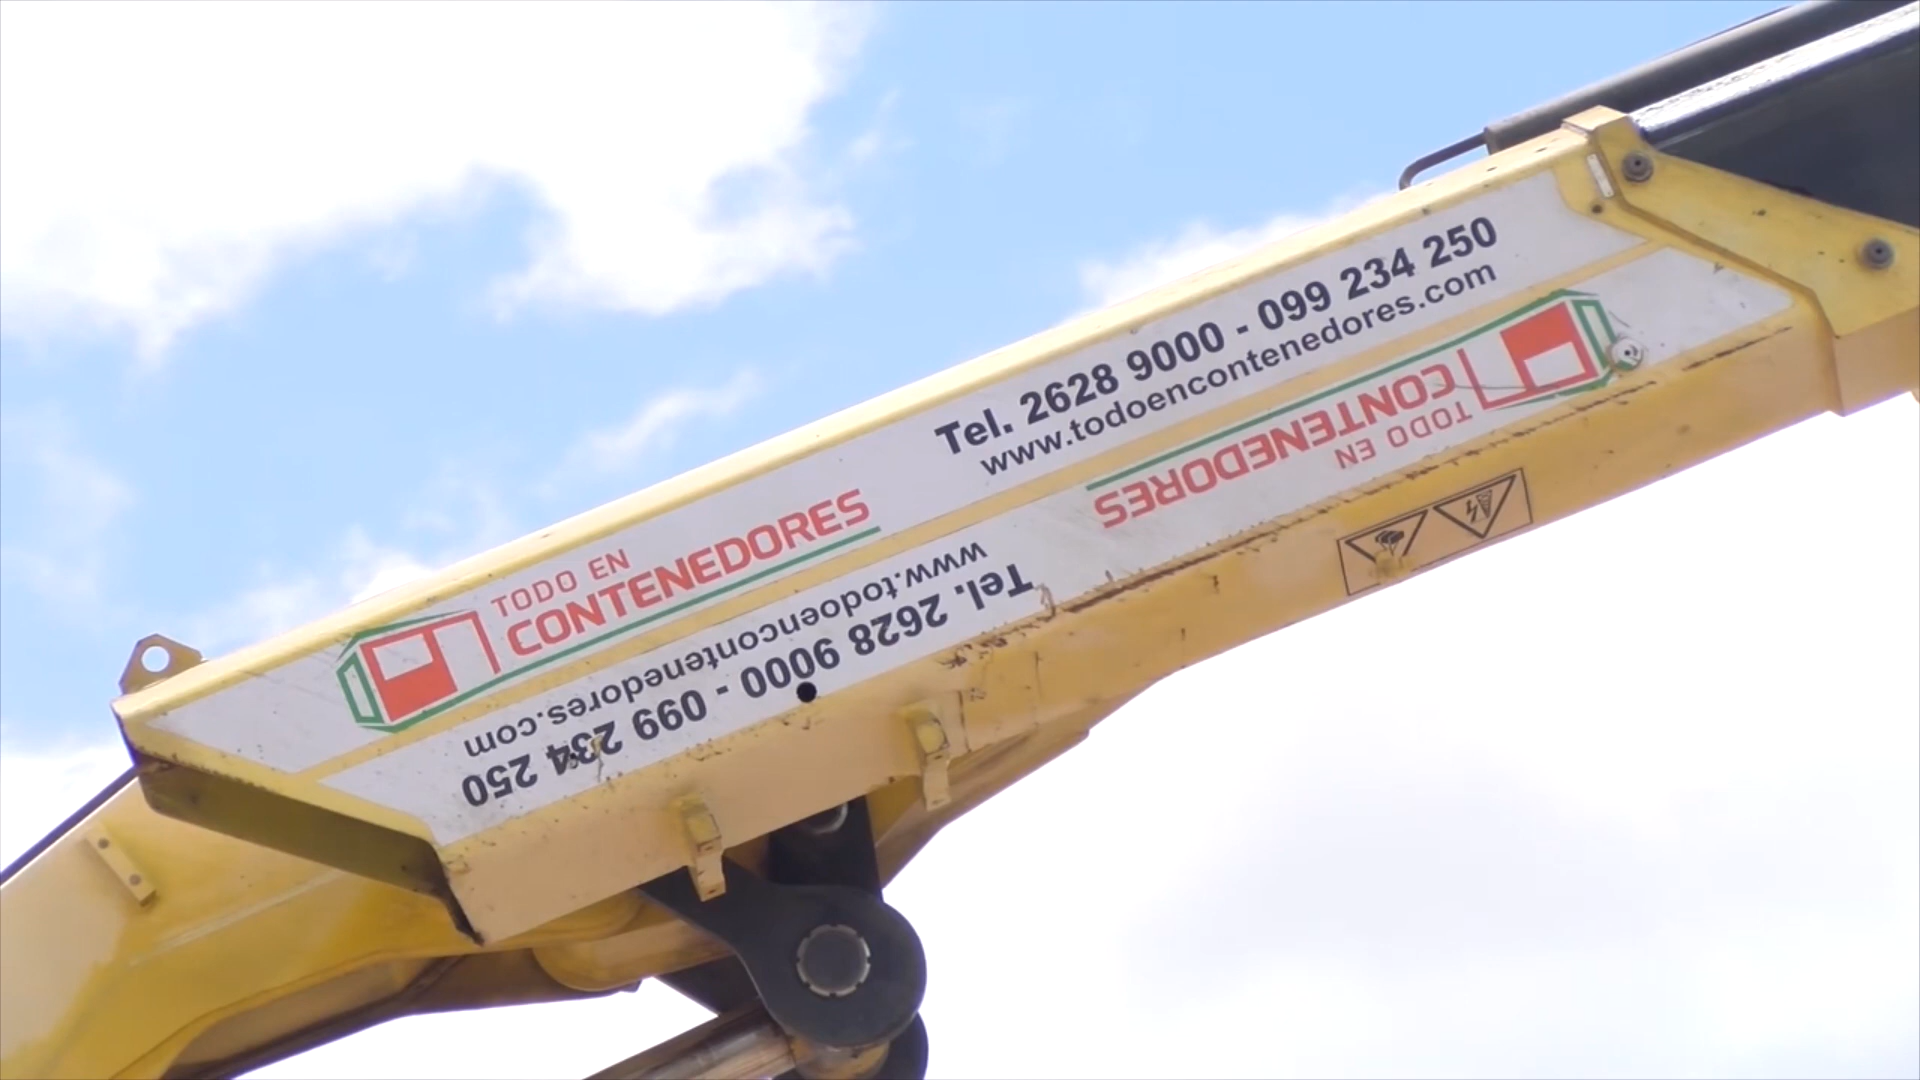 TODO EN
CONTENEDORES
Tel. 2628 9000 - 099 234 250
www.todoencontenedores.com
TODO EN
CONTENEDORES
www.todoencontenedores.com
Tel. 2628 9000 - 099 234 250